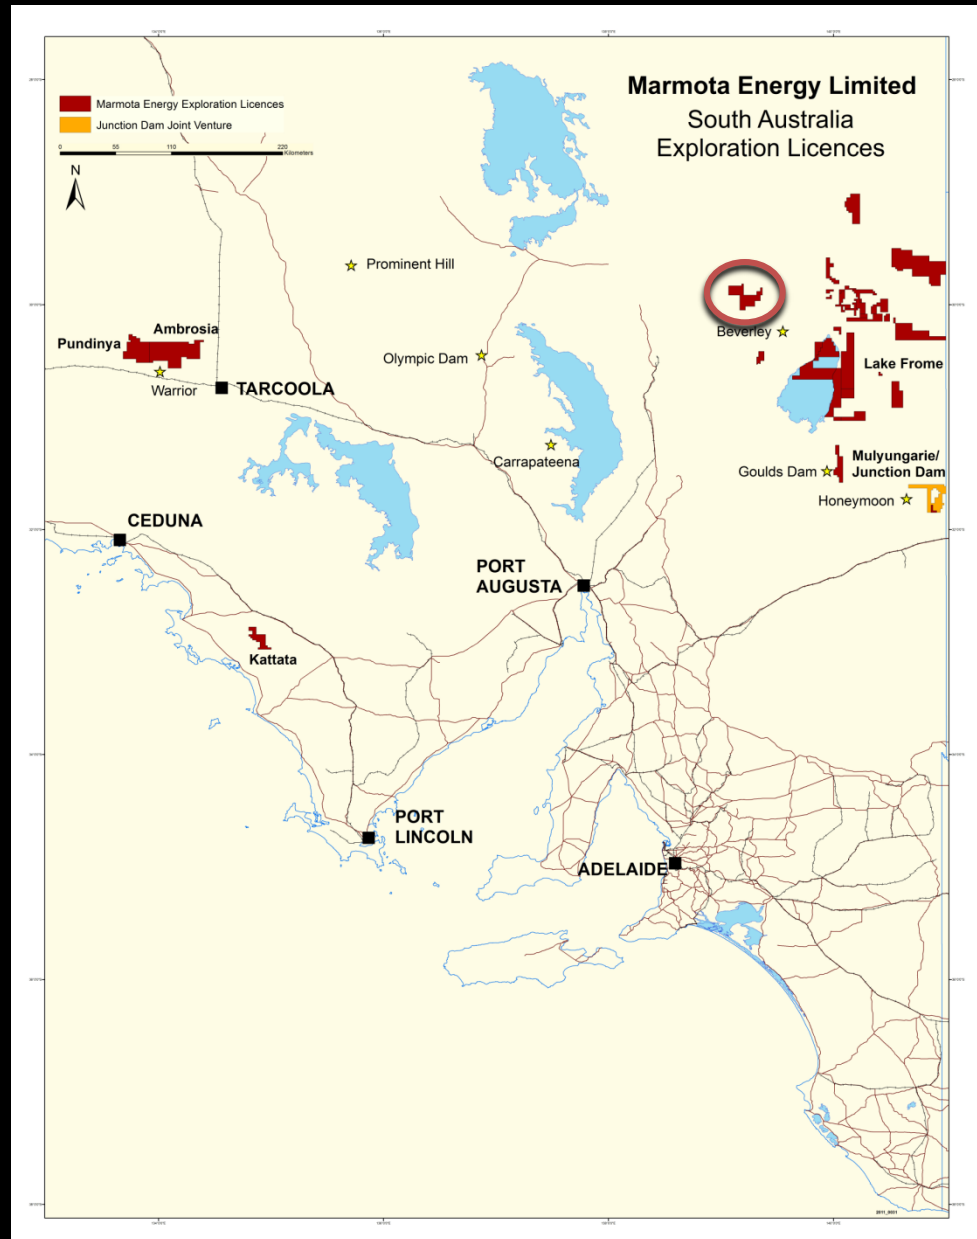 Marmota Energy Limited
South Australia
Exploration Licences
Marmota Energy Exploration Licences
Junction Dam Joint Venture
0 55 110 220
Kilometers
N
Prominent Hill
Ambrosia
Pundinya
Warrior
TARCOOLA
Olympic Dam
Beverley
Lake Frome
Carrapateena
Mulyungarie/
Junction Dam
Goulds Dam
Honeymoon
CEDUNA
PORT
AUGUSTA
Kattata
PORT
LINCOLN
ADELAIDE